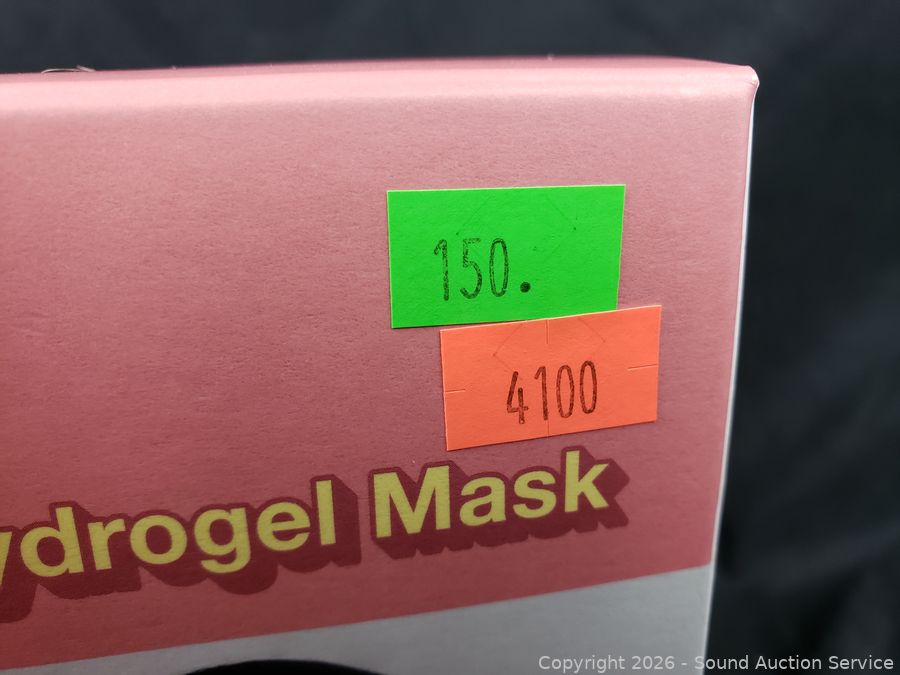 150.
4100
ydrogel Mask
Copyright 2026 - Sound Auction Service